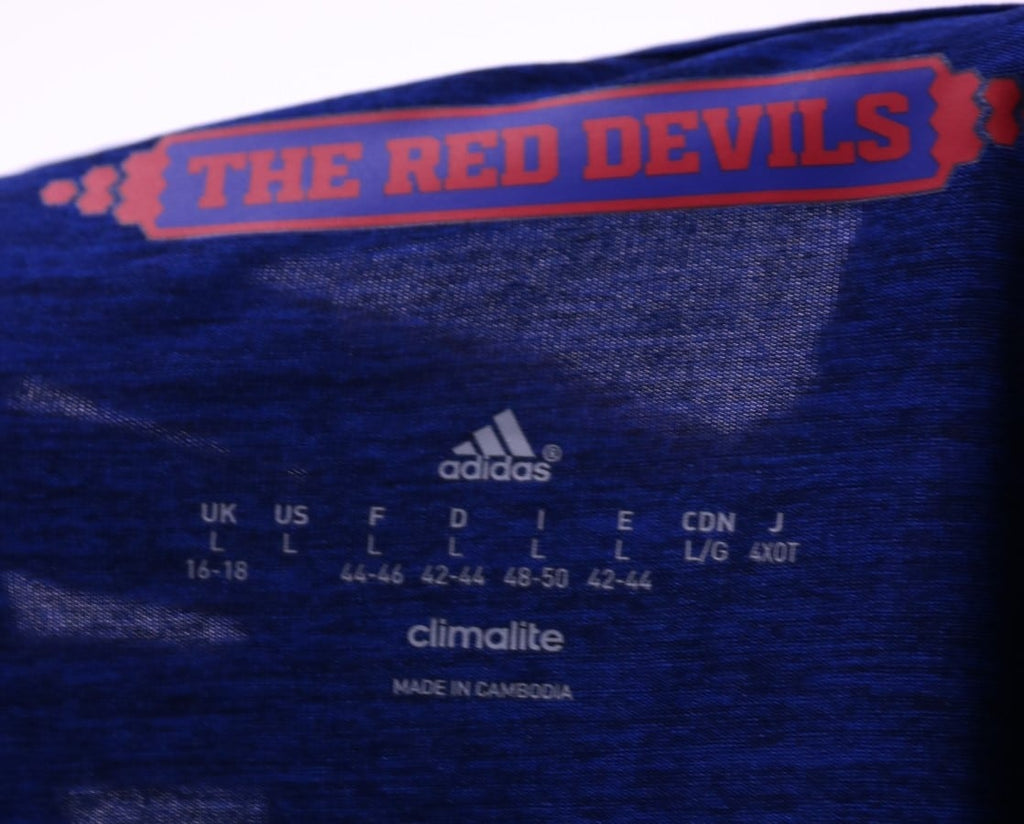 THE RED DEVILS
adidas®
UK US F D I E CDN J
L L L L L L L/G 4XOT
16-18 44-46 42-44 48-50 42-44
climalite
MADE IN CAMBODIA